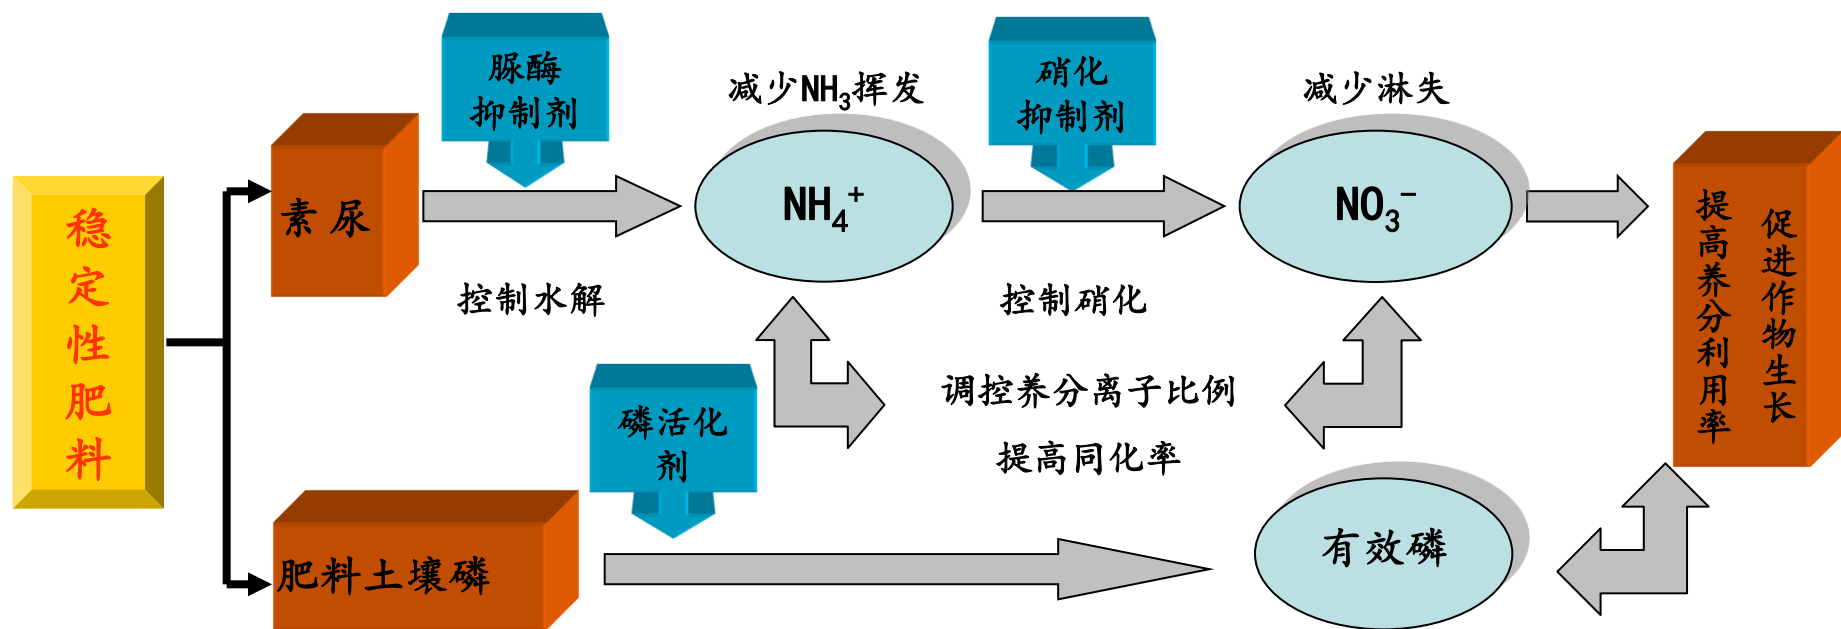 稳定性肥料
素尿
脲酶
抑制剂
控制水解
减少NH₃挥发
NH₄⁺
硝化
抑制剂
控制硝化
减少淋失
NO₃⁻
调控养分离子比例
提高同化率
磷活化
剂
肥料土壤磷
有效磷
促进作物生长
提高养分利用率